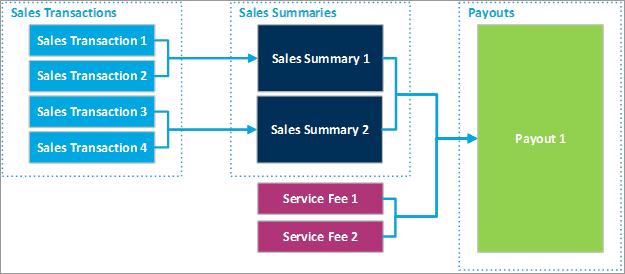 Sales Transactions
Sales Transaction 1
Sales Transaction 2
Sales Transaction 3
Sales Transaction 4
Sales Summaries
Sales Summary 1
Sales Summary 2
Service Fee 1
Service Fee 2
Payouts
Payout 1